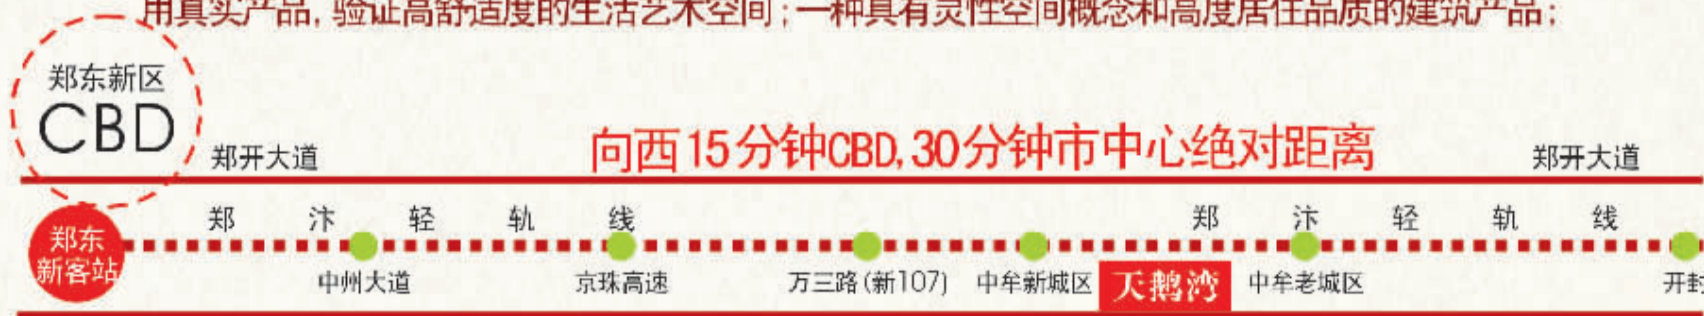 用真实产品,验证高舒适度的生活艺术空间;一种具有灵性空间概念和高度居住品质的建筑产品;
郑东新区
CBD
郑开大道
向西15分钟CBD,30分钟市中心绝对距离
郑开大道
郑汴轻轨线
郑汴轻轨线
郑东
新客站
中州大道
京珠高速
万三路(新107)
中牟新城区
天鹅湾
中牟老城区
开封